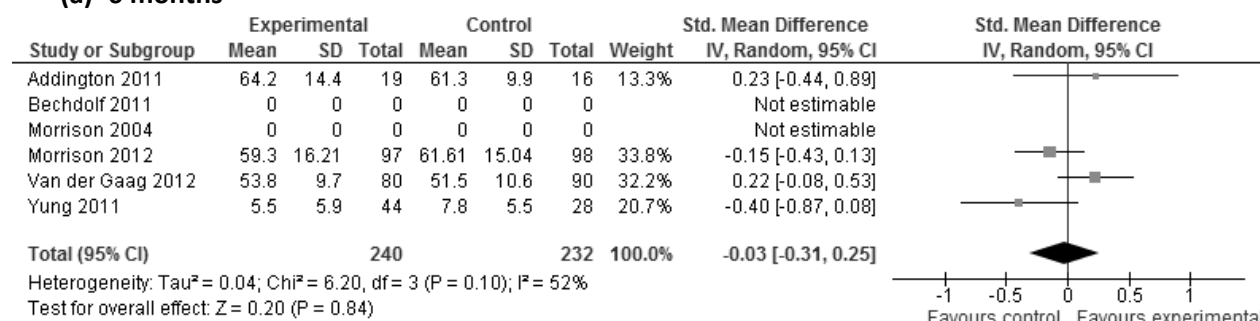 (a) 6 months
Experimental Control Std. Mean Difference Std. Mean Difference
Study or Subgroup Mean SD Total Mean SD Total Weight IV, Random, 95% CI IV, Random, 95% CI
Addington 2011 64.2 14.4 19 61.3 9.9 16 13.3% 0.23 [-0.44, 0.89]
Bechdolf 2011 0 0 0 0 0 0 Not estimable
Morrison 2004 0 0 0 0 0 0 Not estimable
Morrison 2012 59.3 16.21 97 61.61 15.04 98 33.8% -0.15 [-0.43, 0.13]
Van der Gaag 2012 53.8 9.7 80 51.5 10.6 90 32.2% 0.22 [-0.08, 0.53]
Yung 2011 5.5 5.9 44 7.8 5.5 28 20.7% -0.40 [-0.87, 0.08]
Total (95% CI) 240 232 100.0% -0.03 [-0.31, 0.25]
Heterogeneity: Tau² = 0.04; Chi² = 6.20, df = 3 (P = 0.10); I² = 52%
Test for overall effect: Z = 0.20 (P = 0.84)
-1 -0.5 0 0.5 1
Favours control Favours experimenta